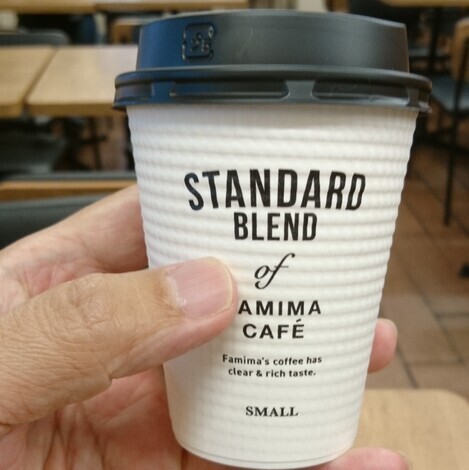 STANDARD
BLEND
of
AMIMA
CAFÉ
Famima's coffee has
clear & rich taste.
SMALL